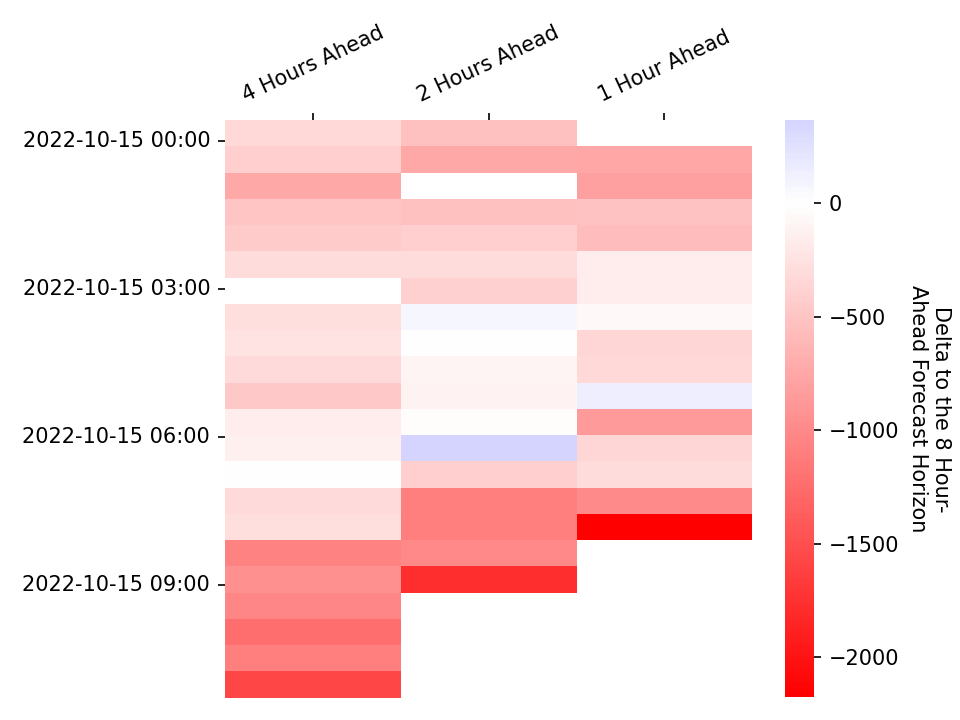 4 Hours Ahead
2 Hours Ahead
1 Hour Ahead
2022-10-15 00:00
2022-10-15 03:00
2022-10-15 06:00
2022-10-15 09:00
0
−500
−1000
−1500
−2000
Delta to the 8 Hour-
Ahead Forecast Horizon